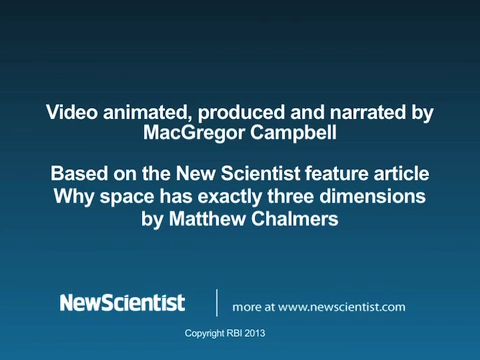 Video animated, produced and narrated by
MacGregor Campbell
Based on the New Scientist feature article
Why space has exactly three dimensions
by Matthew Chalmers
NewScientist
more at www.newscientist.com
Copyright RBI 2013